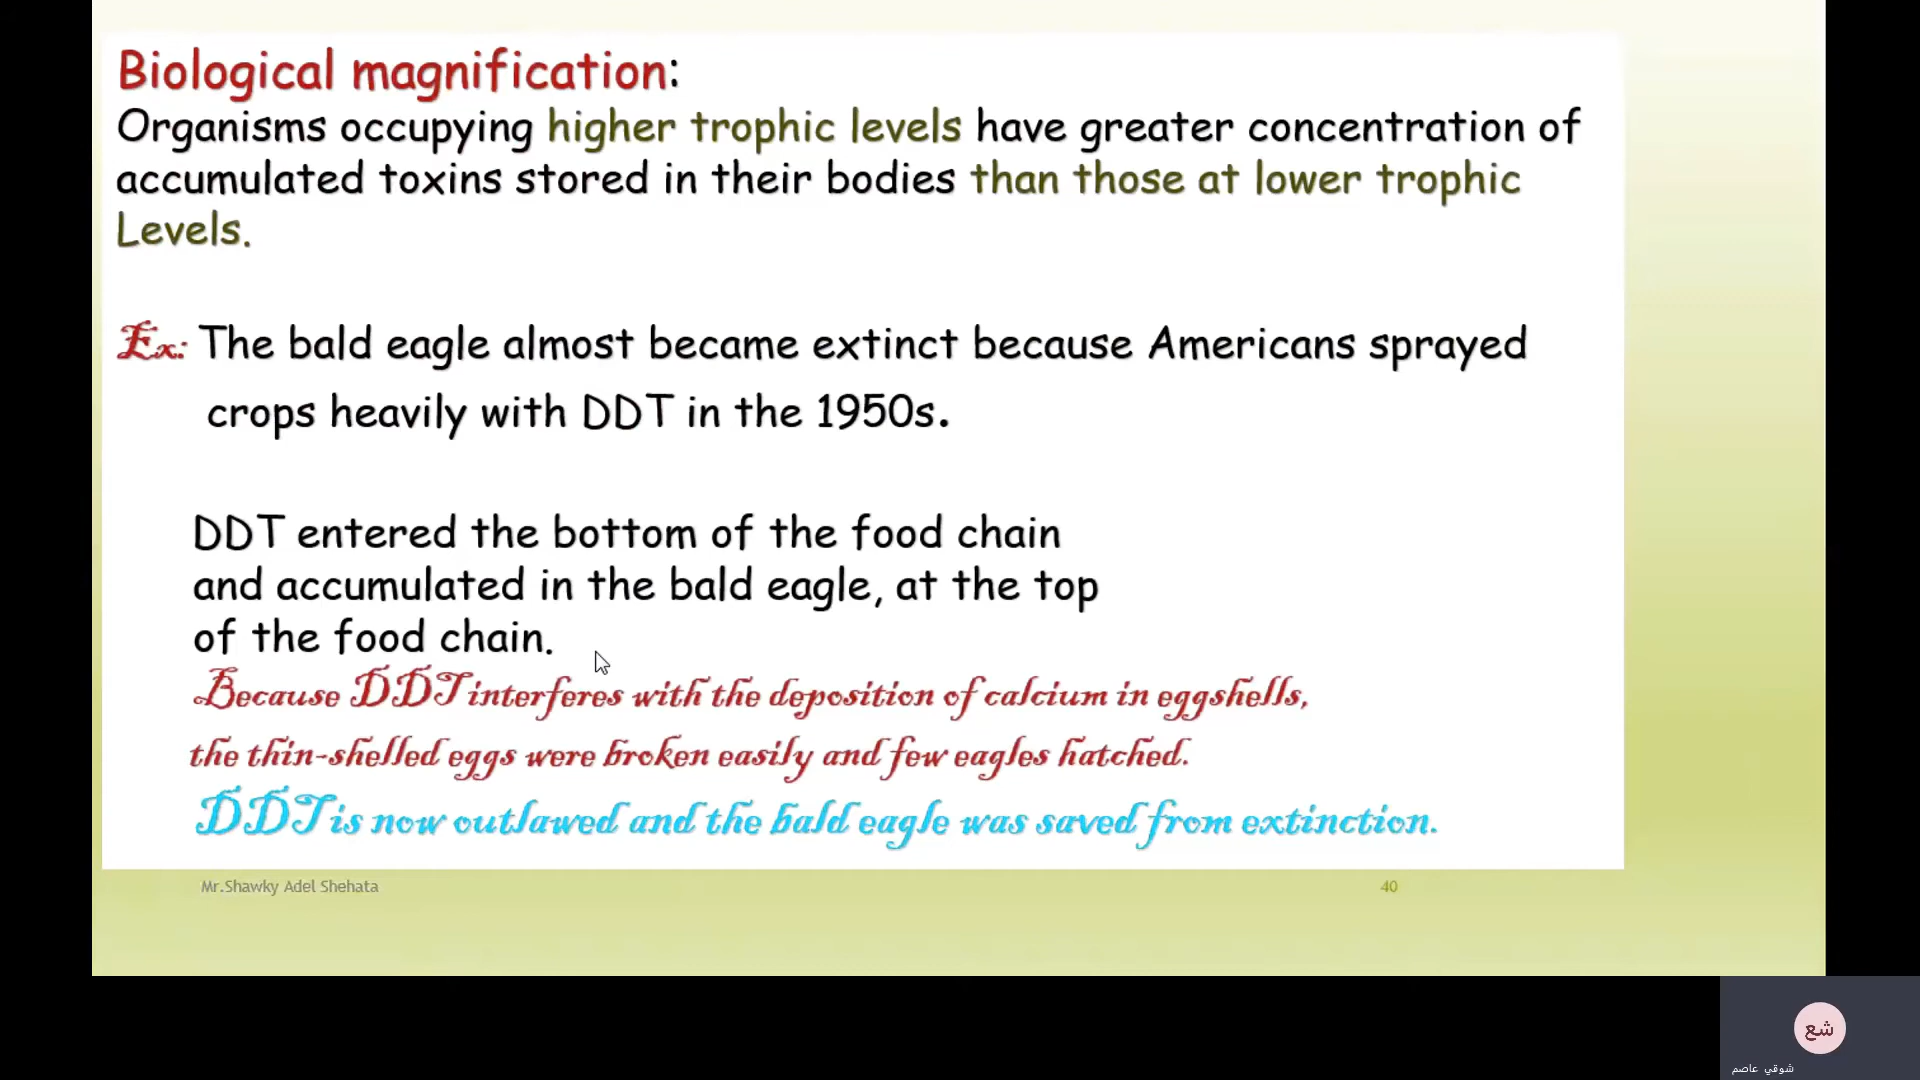 Biological magnification:
Organisms occupying higher trophic levels have greater concentration of
accumulated toxins stored in their bodies than those at lower trophic
Levels.
Ex: The bald eagle almost became extinct because Americans sprayed
crops heavily with DDT in the 1950s.
DDT entered the bottom of the food chain
and accumulated in the bald eagle, at the top
of the food chain.
Because DDT interferes with the deposition of calcium in eggshells,
the thin-shelled eggs were broken easily and few eagles hatched.
DDT is now outlawed and the bald eagle was saved from extinction.
Mr.Shawky Adel Shehata
40
شع
شوقي عاصم